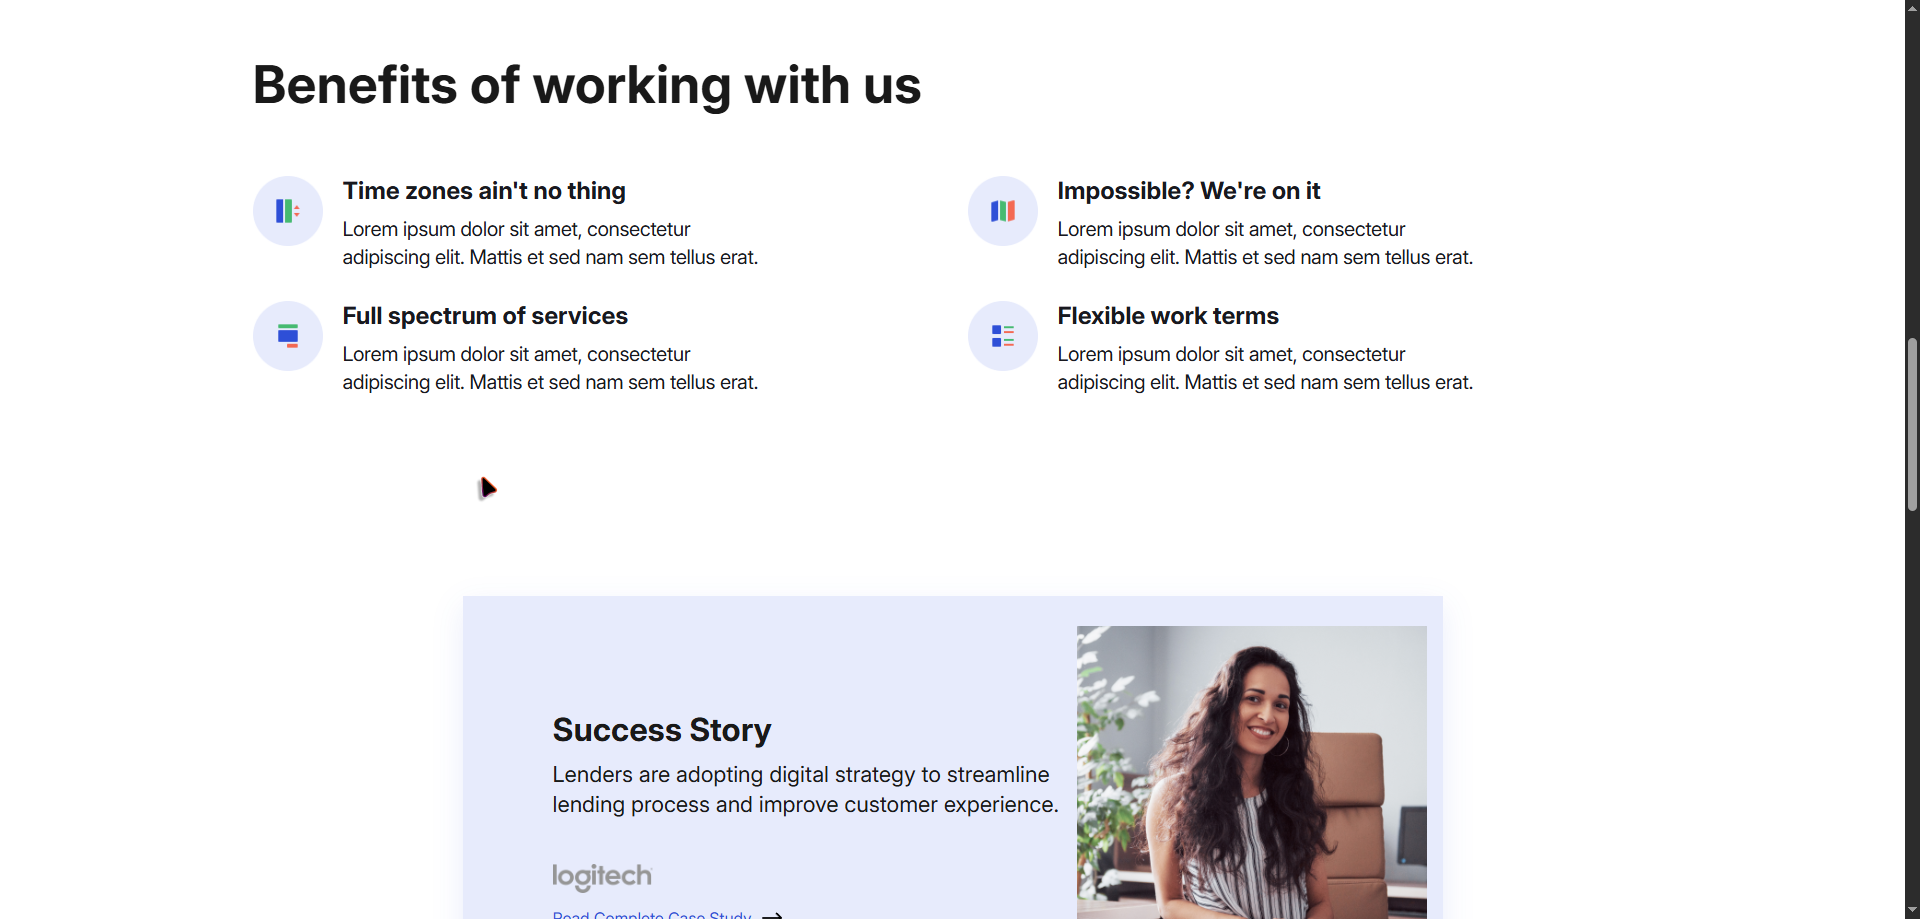 Benefits of working with us
Time zones ain't no thing
Lorem ipsum dolor sit amet, consectetur
adipiscing elit. Mattis et sed nam sem tellus erat.
Impossible? We're on it
Lorem ipsum dolor sit amet, consectetur
adipiscing elit. Mattis et sed nam sem tellus erat.
Full spectrum of services
Lorem ipsum dolor sit amet, consectetur
adipiscing elit. Mattis et sed nam sem tellus erat.
Flexible work terms
Lorem ipsum dolor sit amet, consectetur
adipiscing elit. Mattis et sed nam sem tellus erat.
Success Story
Lenders are adopting digital strategy to streamline
lending process and improve customer experience.
logitech
Read Complete Case Study